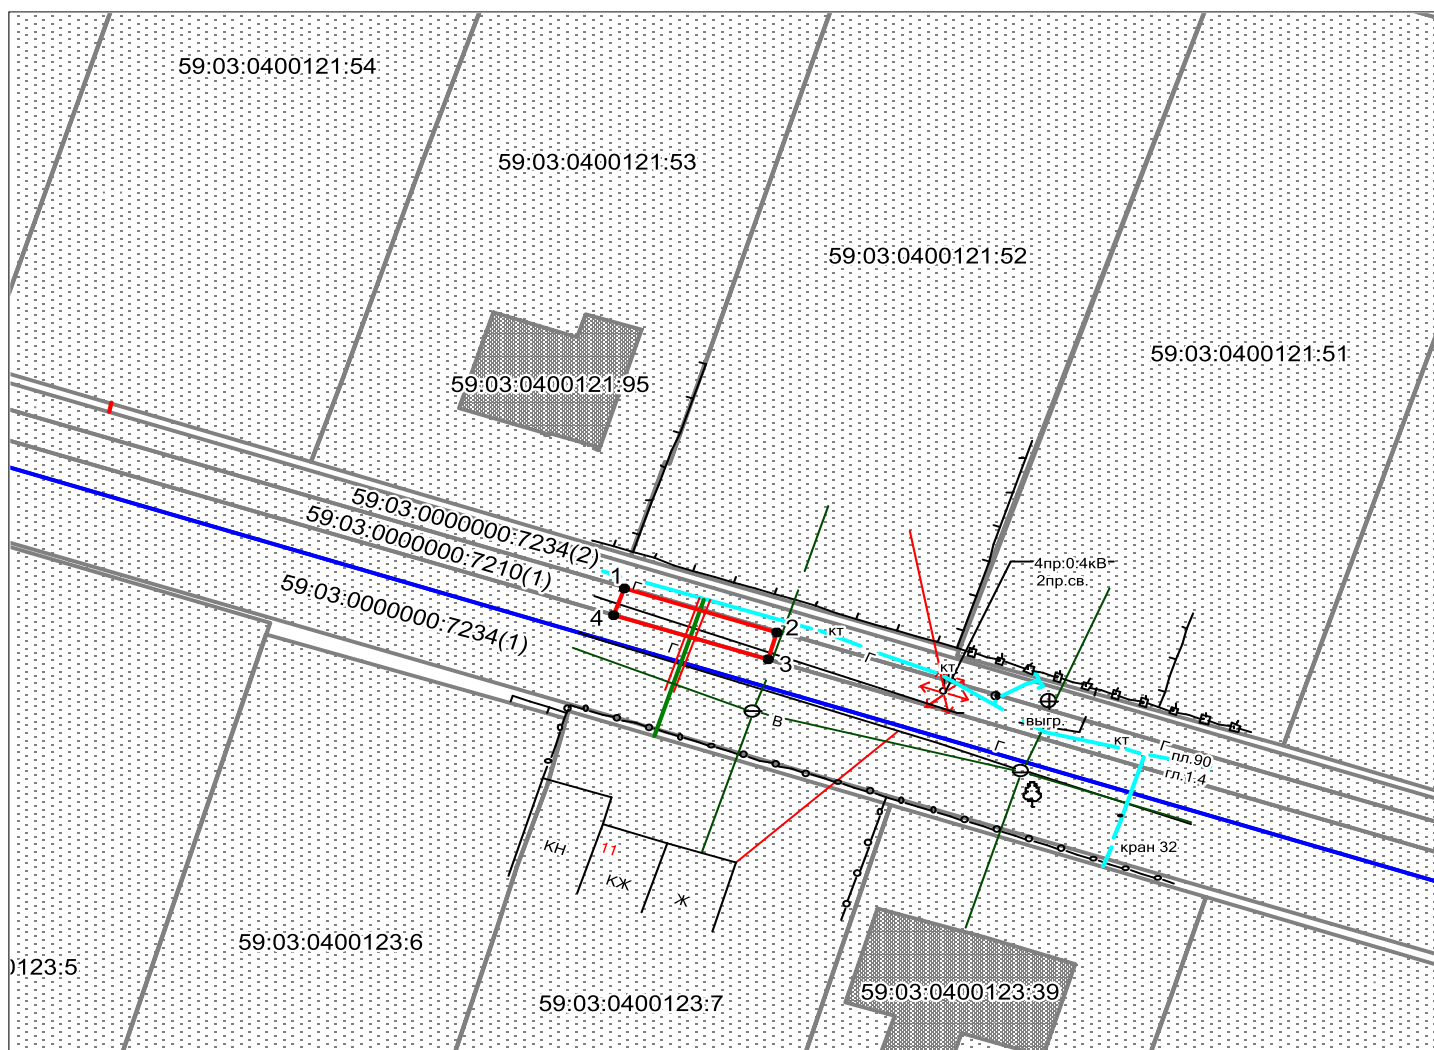 59:03:0400121:54
59:03:0400121:53
59:03:0400121:52
59:03:0400121:51
59:03:0400121:95
59:03:0000000:7234(2)
59:03:0000000:7210(1)
59:03:0000000:7234(1)
4пр:0:4кВ
2пр.св.
1
Г
2
4
3
кт
Г
Г
кт
В
выгр.
Г
кт
Г
пл.90
гл.1.4
кран 32
КН
11
КЖ
Ж
59:03:0400123:6
0123:5
59:03:0400123:7
59:03:0400123:39